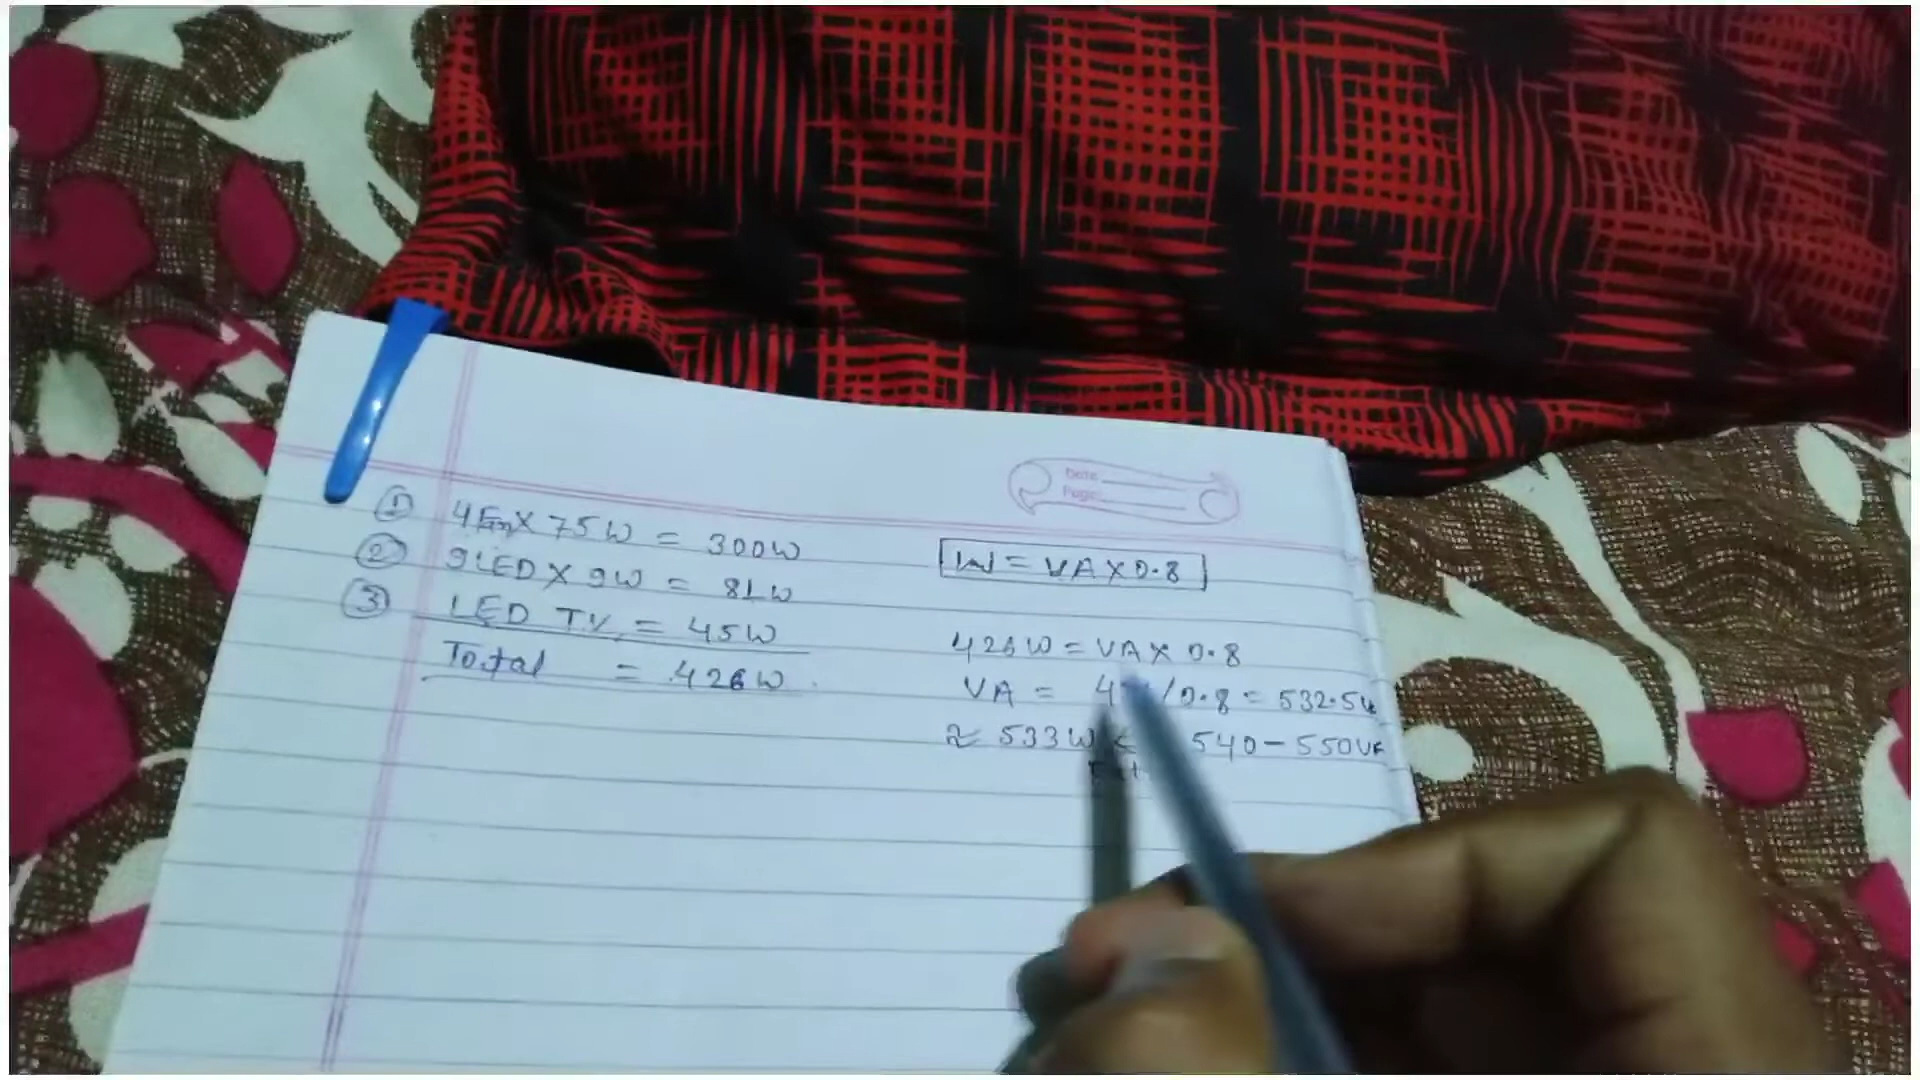 Date
Page
① 4Fan X 75W = 300W
② 9LED X 9W = 81W
③ LED T.V. = 45W
Total = 426W
W = VA X 0.8
426W = VA X 0.8
VA = 4 / 0.8 = 532.5
≈ 533W 540 - 550VA